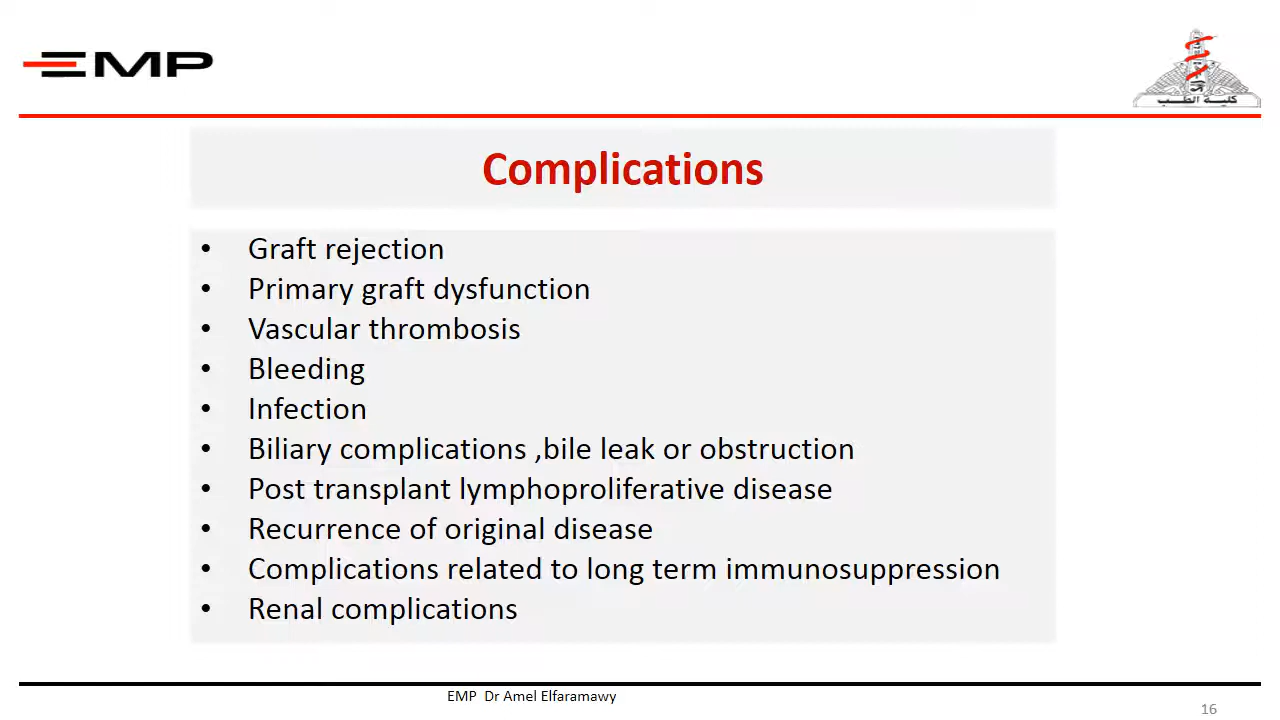 EMP
كلية الطب
Complications
• Graft rejection
• Primary graft dysfunction
• Vascular thrombosis
• Bleeding
• Infection
• Biliary complications ,bile leak or obstruction
• Post transplant lymphoproliferative disease
• Recurrence of original disease
• Complications related to long term immunosuppression
• Renal complications
EMP Dr Amel Elfaramawy
16